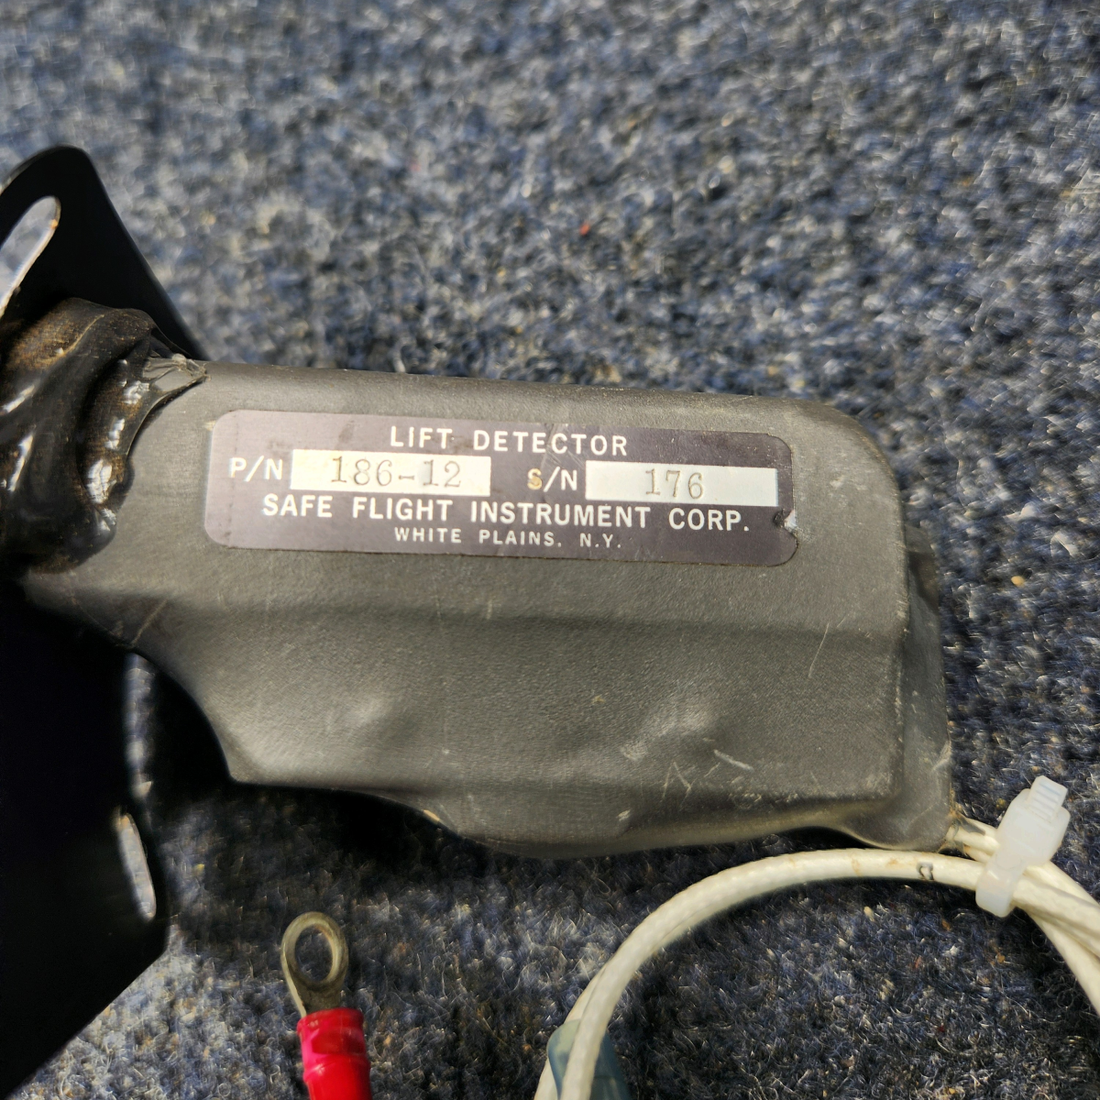 LIFT DETECTOR
P/N 186-12 S/N 176
SAFE FLIGHT INSTRUMENT CORP.
WHITE PLAINS, N.Y.